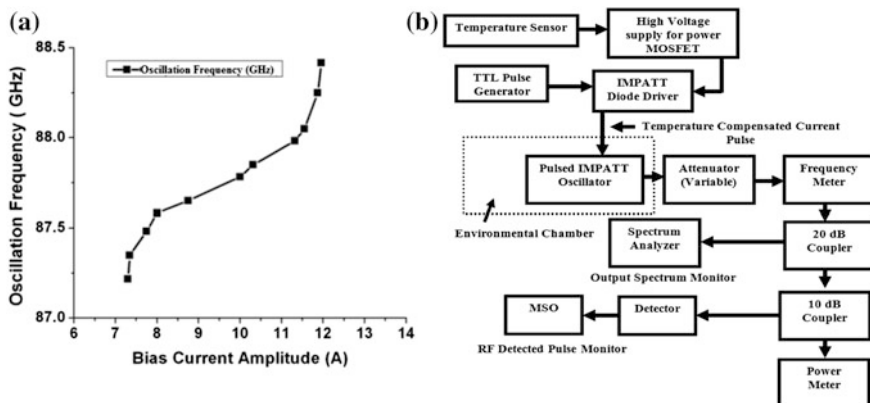 (a)
88.5
88.0
87.5
87.0
Oscillation Frequency ( GHz)
Oscillation Frequency (GHz)
6 7 8 9 10 11 12 13 14
Bias Current Amplitude (A)
(b)
Temperature Sensor
High Voltage
supply for power
MOSFET
TTL Pulse
Generator
IMPATT
Diode Driver
Temperature Compensated Current
Pulse
Pulsed IMPATT
Oscillator
Attenuator
(Variable)
Frequency
Meter
Environmental Chamber
Spectrum
Analyzer
20 dB
Coupler
Output Spectrum Monitor
MSO
Detector
10 dB
Coupler
RF Detected Pulse Monitor
Power
Meter